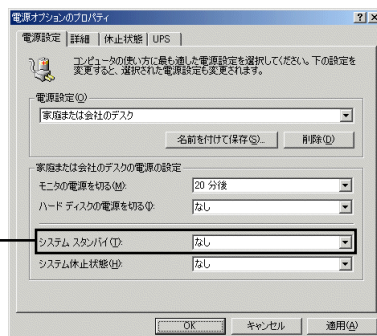 電源オプションのプロパティ
電源設定 詳細 休止状態 UPS
コンピュータの使い方に最も適した電源設定を選択してください。下の設定を
変更すると、選択された電源設定も変更されます。
電源設定(O)
家庭または会社のデスク
名前を付けて保存(S)... 削除(D)
家庭または会社のデスクの電源の設定
モニタの電源を切る(M): 20 分後
ハード ディスクの電源を切る(I): なし
システム スタンバイ(T): なし
システム休止状態(H): なし
OK キャンセル 適用(A)